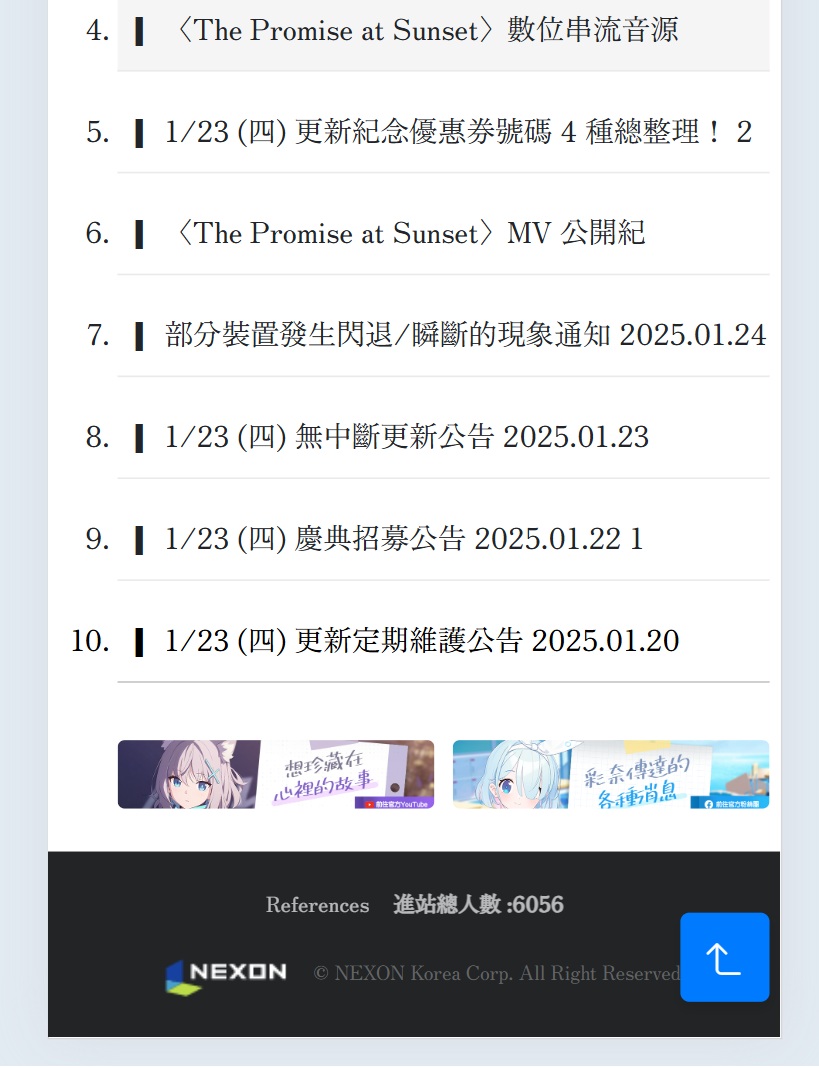 4. ▌〈The Promise at Sunset〉數位串流音源
5. ▌1/23 (四) 更新紀念優惠券號碼 4 種總整理！ 2
6. ▌〈The Promise at Sunset〉MV 公開紀
7. ▌部分裝置發生閃退/瞬斷的現象通知 2025.01.24
8. ▌1/23 (四) 無中斷更新公告 2025.01.23
9. ▌1/23 (四) 慶典招募公告 2025.01.22 1
10. ▌1/23 (四) 更新定期維護公告 2025.01.20
想珍藏在
心裡的故事
前往官方YouTube
彩奈傳達的
各種消息
前往官方粉絲團
References 進站總人數 :6056
NEXON © NEXON Korea Corp. All Right Reserved